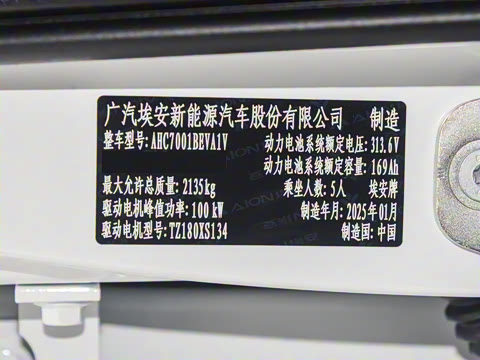 广汽埃安新能源汽车股份有限公司 制造
整车型号: AHC7001BEVA1V 动力电池系统额定电压: 313.6V
动力电池系统额定容量: 169Ah
最大允许总质量: 2135kg 乘坐人数: 5人 埃安牌
驱动电机峰值功率: 100kW 制造年月: 2025年01月
驱动电机型号: TZ180XS134 制造国: 中国